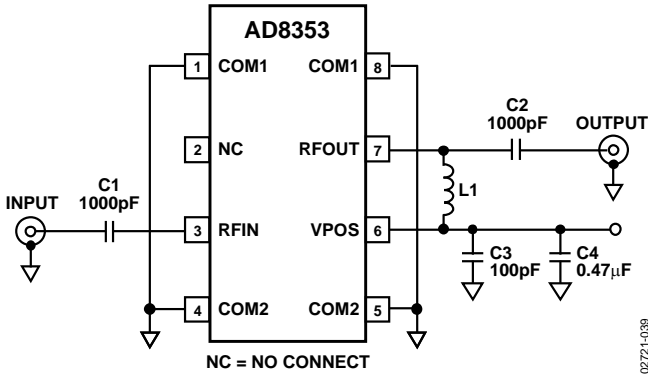 AD8353
1 COM1 COM1 8
C2
1000pF
OUTPUT
2 NC RFOUT 7
C1
1000pF
L1
INPUT
3 RFIN VPOS 6
C3
100pF
C4
0.47μF
4 COM2 COM2 5
NC = NO CONNECT
02721-039